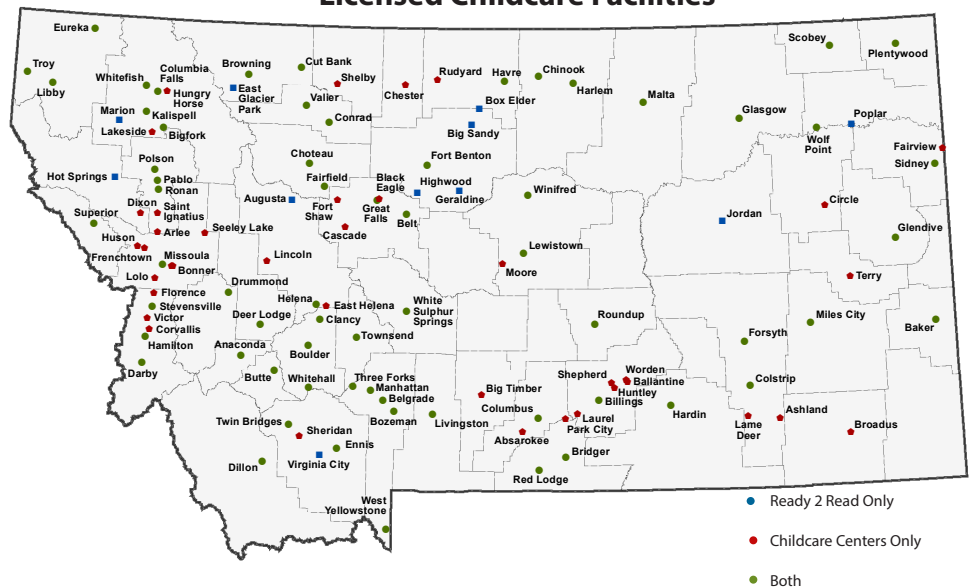 Licensed Childcare Facilities
Eureka
Troy
Libby
Whitefish
Columbia
Falls
Hungry
Horse
Kalispell
Marion
Lakeside
Bigfork
Browning
Cut Bank
East
Glacier
Park
Shelby
Valier
Conrad
Chester
Rudyard
Havre
Chinook
Harlem
Box Elder
Big Sandy
Malta
Glasgow
Scobey
Plentywood
Poplar
Wolf
Point
Fairview
Sidney
Polson
Pablo
Ronan
Hot Springs
Dixon
Saint
Ignatius
Superior
Arlee
Seeley Lake
Huson
Frenchtown
Missoula
Bonner
Lolo
Choteau
Fairfield
Augusta
Fort
Shaw
Black
Eagle
Great
Falls
Cascade
Belt
Fort Benton
Highwood
Geraldine
Winifred
Lewistown
Moore
Jordan
Circle
Glendive
Terry
Lincoln
Florence
Stevensville
Victor
Corvallis
Hamilton
Darby
Drummond
Deer Lodge
Anaconda
Butte
Helena
East Helena
Clancy
Boulder
Whitehall
White
Sulphur
Springs
Townsend
Three Forks
Manhattan
Belgrade
Bozeman
Livingston
Roundup
Miles City
Baker
Forsyth
Colstrip
Shepherd
Worden
Ballantine
Huntley
Billings
Hardin
Big Timber
Columbus
Laurel
Park City
Absarokee
Bridger
Red Lodge
Lame
Deer
Ashland
Broadus
Twin Bridges
Sheridan
Ennis
Virginia City
Dillon
West
Yellowstone
Ready 2 Read Only
Childcare Centers Only
Both